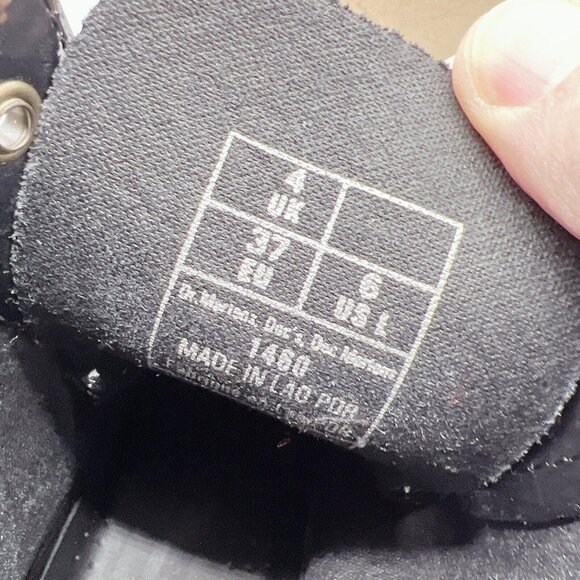 4
UK
37
EU
6
US L
Dr. Martens, Doc's, Doc Martens
1460
MADE IN LAO PDR